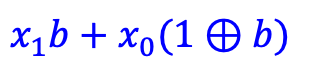 x₁b + x₀(1 ⊕ b)